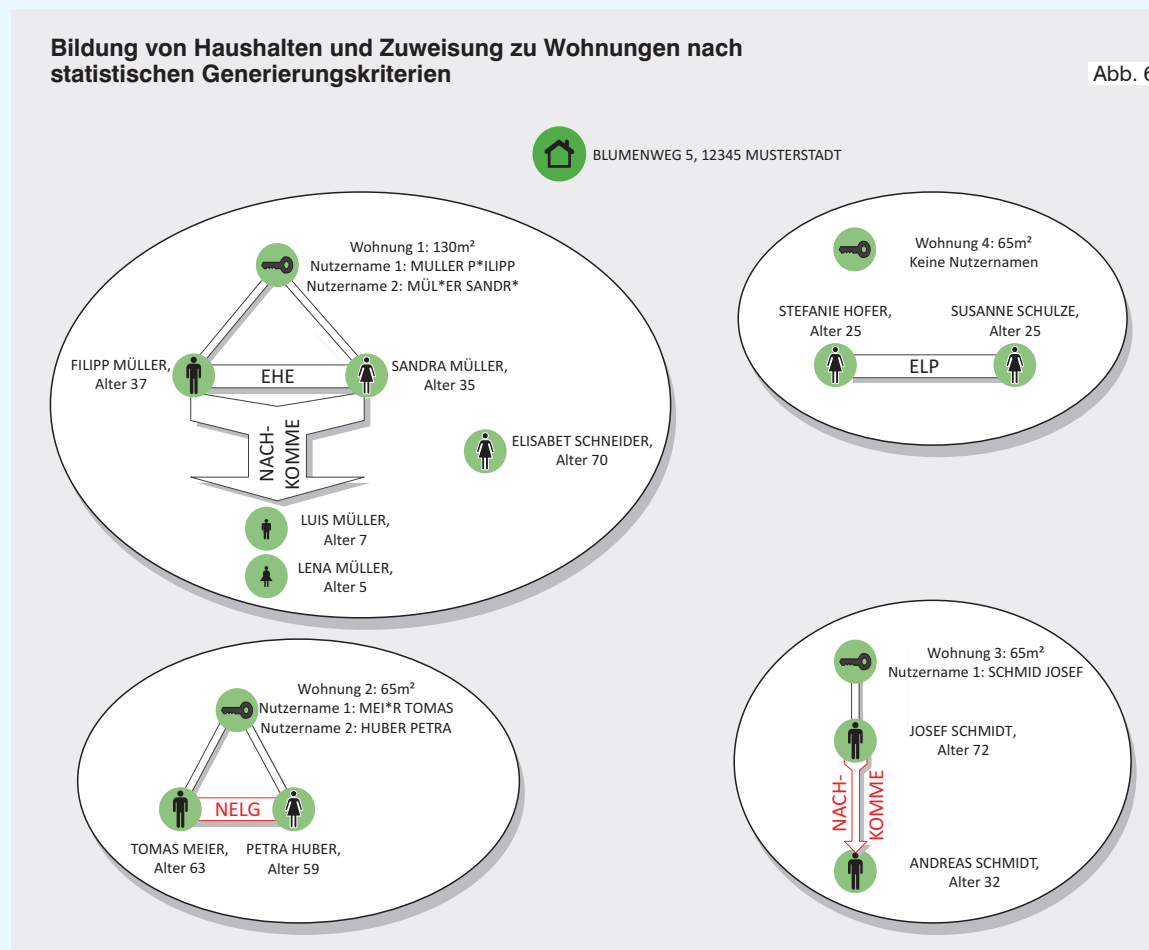 Bildung von Haushalten und Zuweisung zu Wohnungen nach
statistischen Generierungskriterien
Abb. 6
BLUMENWEG 5, 12345 MUSTERSTADT
Wohnung 1: 130m²
Nutzername 1: MULLER P*ILIPP
Nutzername 2: MÜL*ER SANDR*
FILIPP MÜLLER,
Alter 37
EHE
SANDRA MÜLLER,
Alter 35
NACH-
KOMME
ELISABET SCHNEIDER,
Alter 70
LUIS MÜLLER,
Alter 7
LENA MÜLLER,
Alter 5
Wohnung 4: 65m²
Keine Nutzernamen
STEFANIE HOFER,
Alter 25
SUSANNE SCHULZE,
Alter 25
ELP
Wohnung 2: 65m²
Nutzername 1: MEI*R TOMAS
Nutzername 2: HUBER PETRA
NELG
TOMAS MEIER,
Alter 63
PETRA HUBER,
Alter 59
Wohnung 3: 65m²
Nutzername 1: SCHMID JOSEF
JOSEF SCHMIDT,
Alter 72
NACH-
KOMME
ANDREAS SCHMIDT,
Alter 32